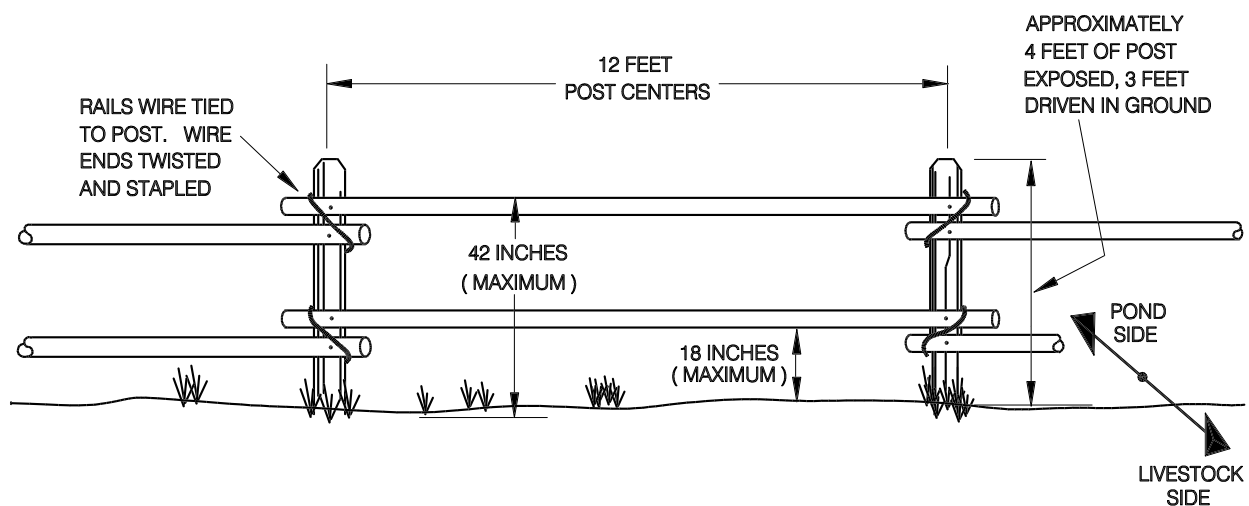 APPROXIMATELY
4 FEET OF POST
EXPOSED, 3 FEET
DRIVEN IN GROUND
12 FEET
POST CENTERS
RAILS WIRE TIED
TO POST. WIRE
ENDS TWISTED
AND STAPLED
42 INCHES
( MAXIMUM )
18 INCHES
( MAXIMUM )
POND
SIDE
LIVESTOCK
SIDE